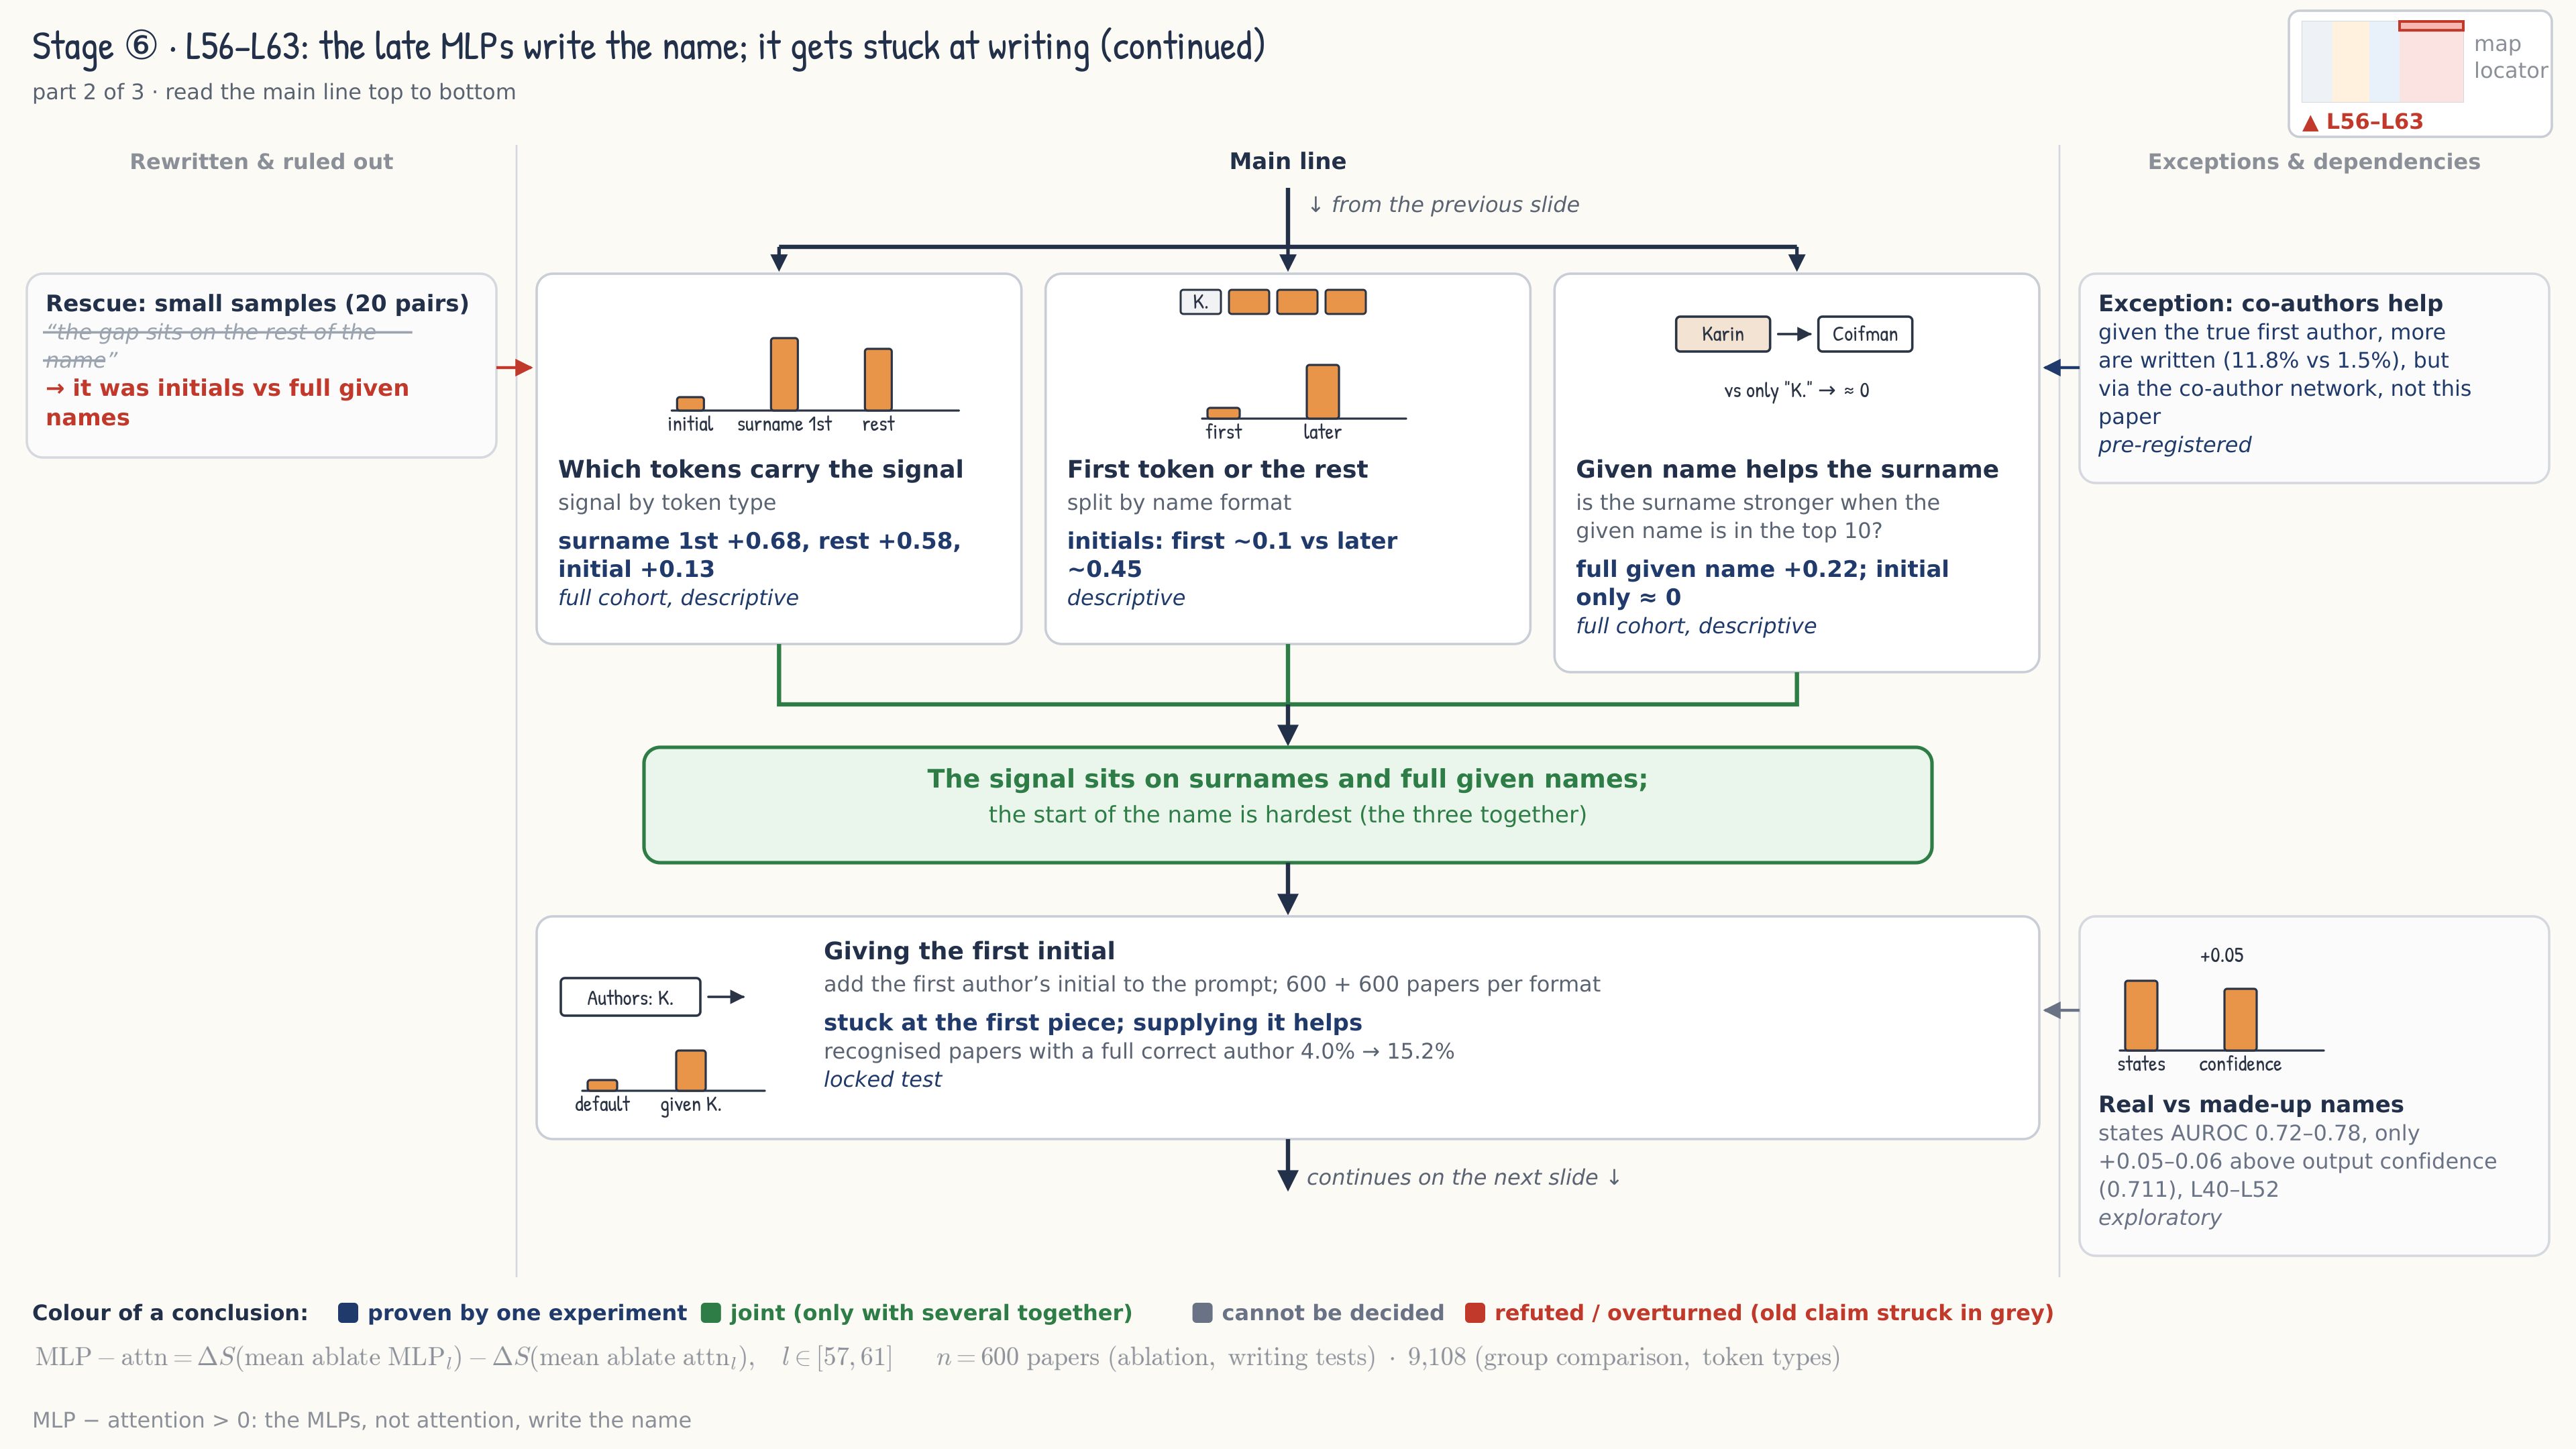 Stage ⑥ · L56–L63: the late MLPs write the name; it gets stuck at writing (continued)
part 2 of 3 · read the main line top to bottom
map
locator
▲ L56–L63
Rewritten & ruled out
Main line
Exceptions & dependencies
↓ from the previous slide
Rescue: small samples (20 pairs)
“the gap sits on the rest of the
name”
→ it was initials vs full given
names
initial surname 1st rest
Which tokens carry the signal
signal by token type
surname 1st +0.68, rest +0.58,
initial +0.13
full cohort, descriptive
K.
first later
First token or the rest
split by name format
initials: first ~0.1 vs later
~0.45
descriptive
Karin → Coifman
vs only "K." → ≈ 0
Given name helps the surname
is the surname stronger when the
given name is in the top 10?
full given name +0.22; initial
only ≈ 0
full cohort, descriptive
Exception: co-authors help
given the true first author, more
are written (11.8% vs 1.5%), but
via the co-author network, not this
paper
pre-registered
The signal sits on surnames and full given names;
the start of the name is hardest (the three together)
Authors: K.
default given K.
Giving the first initial
add the first author’s initial to the prompt; 600 + 600 papers per format
stuck at the first piece; supplying it helps
recognised papers with a full correct author 4.0% → 15.2%
locked test
+0.05
states confidence
Real vs made-up names
states AUROC 0.72–0.78, only
+0.05–0.06 above output confidence
(0.711), L40–L52
exploratory
continues on the next slide ↓
Colour of a conclusion: proven by one experiment joint (only with several together) cannot be decided refuted / overturned (old claim struck in grey)
MLP − attn = ΔS(mean ablate MLP_l) − ΔS(mean ablate attn_l), l ∈ [57, 61] n = 600 papers (ablation, writing tests) · 9,108 (group comparison, token types)
MLP − attention > 0: the MLPs, not attention, write the name